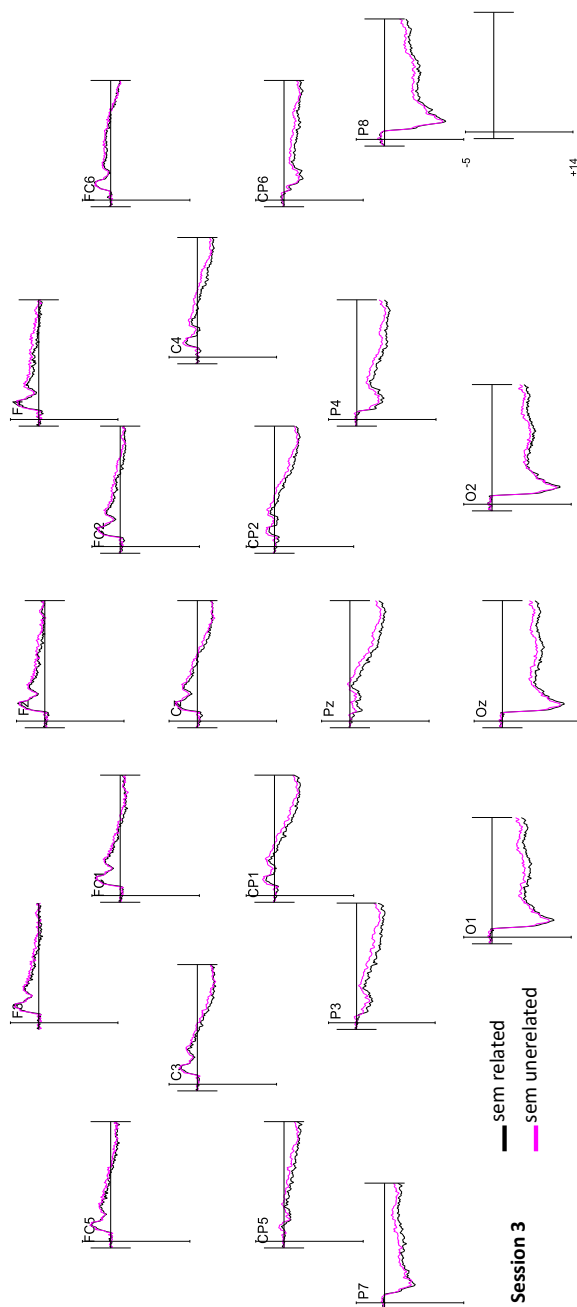 F3 Fz F4
FC5 FC1 FC2 FC6
C3 Cz C4
CP5 CP1 CP2 CP6
P7 P3 Pz P4 P8
O1 Oz O2
-5
+14
sem related
sem unerelated
Session 3